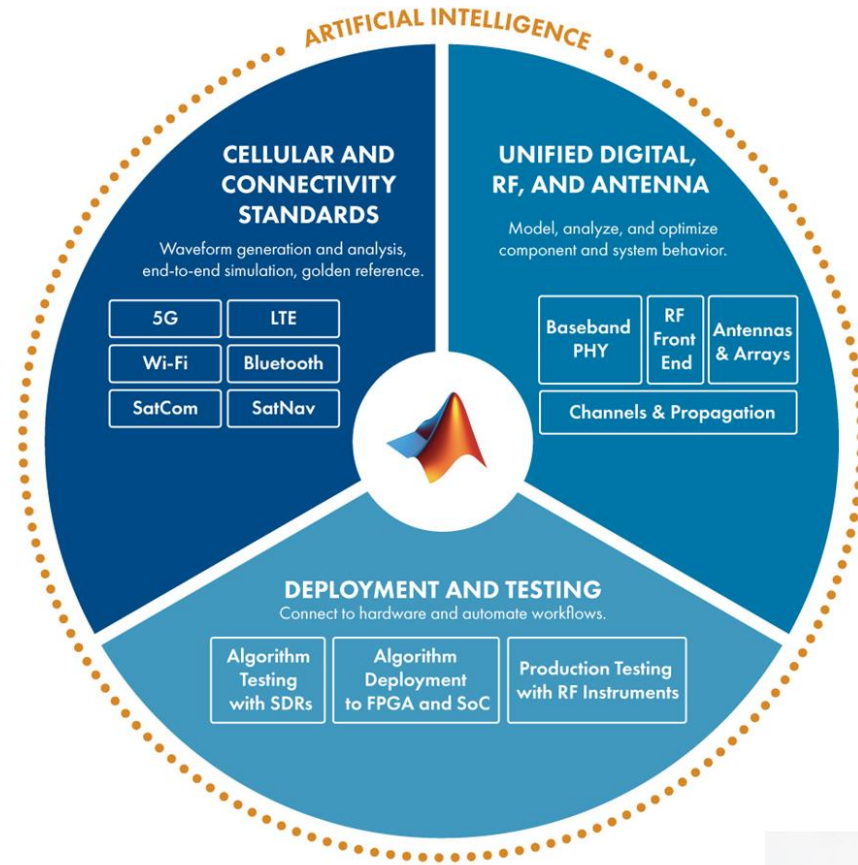 ARTIFICIAL INTELLIGENCE
CELLULAR AND
CONNECTIVITY
STANDARDS
Waveform generation and analysis,
end-to-end simulation, golden reference.
5G
LTE
Wi-Fi
Bluetooth
SatCom
SatNav
UNIFIED DIGITAL,
RF, AND ANTENNA
Model, analyze, and optimize
component and system behavior.
Baseband
PHY
RF
Front
End
Antennas
& Arrays
Channels & Propagation
DEPLOYMENT AND TESTING
Connect to hardware and automate workflows.
Algorithm
Testing
with SDRs
Algorithm
Deployment
to FPGA and SoC
Production Testing
with RF Instruments